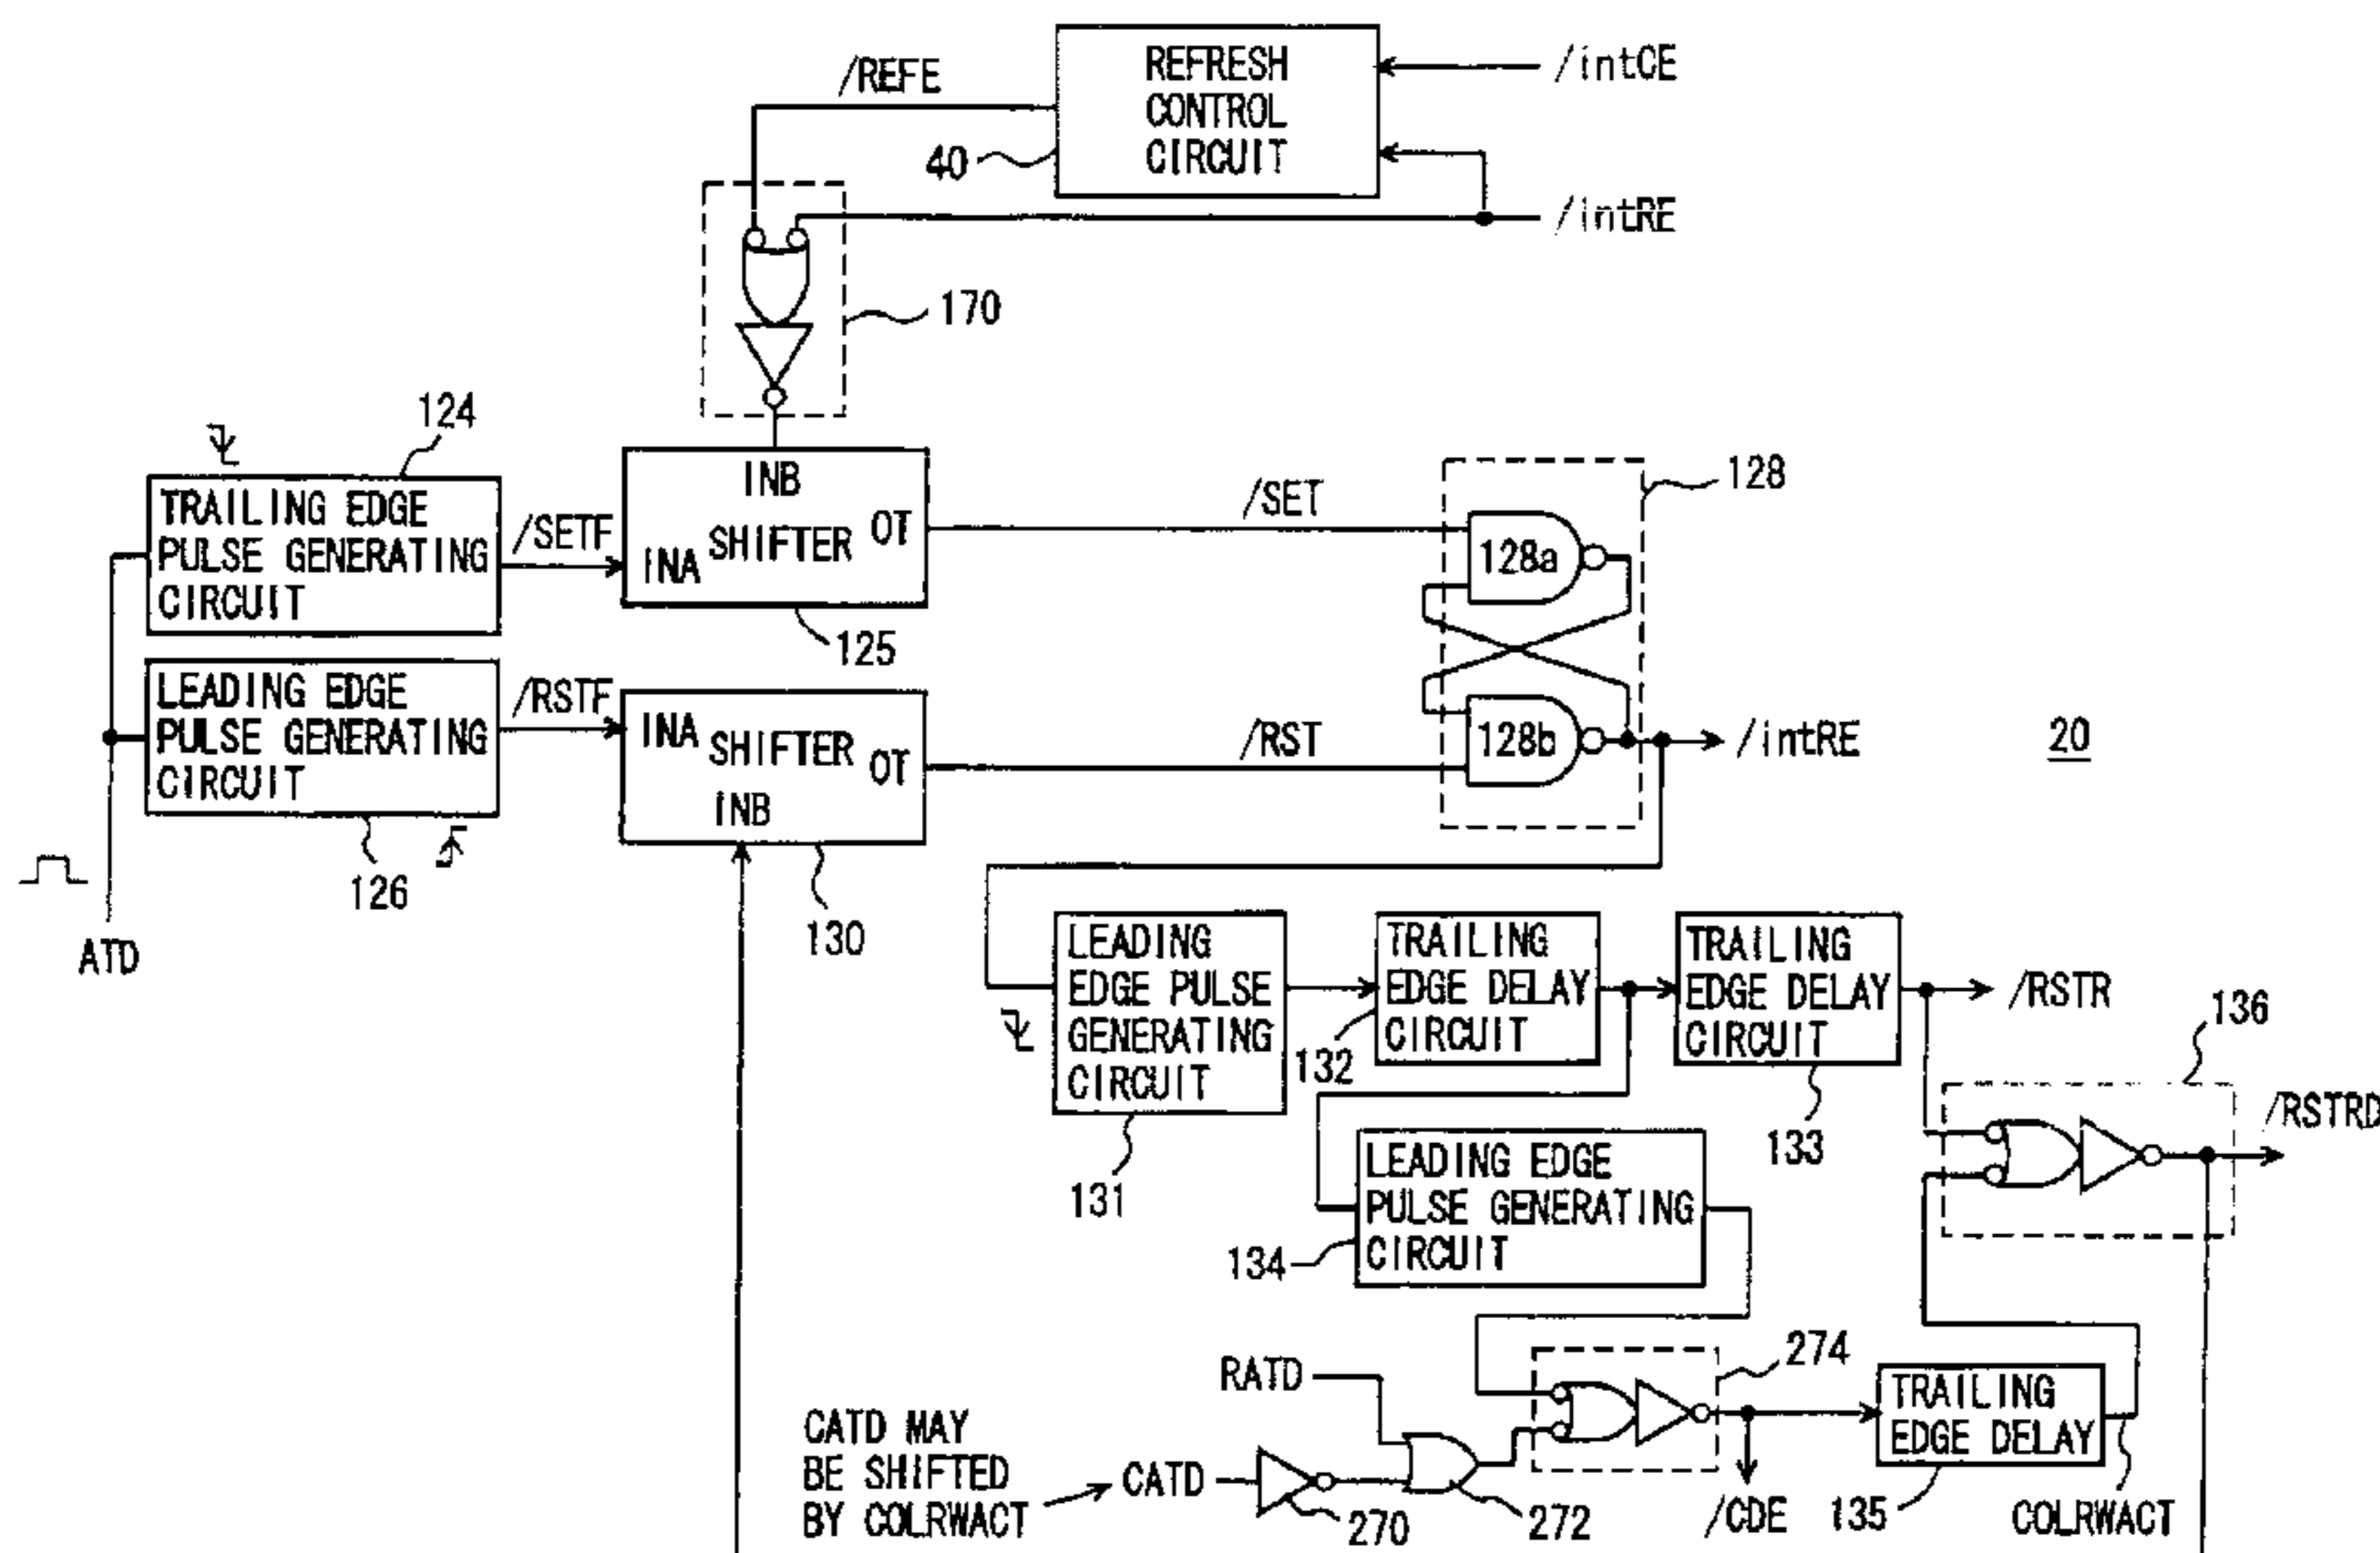 /REFE
REFRESH
CONTROL
CIRCUIT
/intCE
40
/intRE
170
124
TRAILING EDGE
PULSE GENERATING
CIRCUIT
/SETF
INB
INA SHIFTER OT
125
/SET
128
128a
LEADING EDGE
PULSE GENERATING
CIRCUIT
/RSTF
INA SHIFTER OT
INB
130
/RST
128b
/intRE
20
126
ATD
LEADING
EDGE PULSE
GENERATING
CIRCUIT
131
TRAILING
EDGE DELAY
CIRCUIT
132
TRAILING
EDGE DELAY
CIRCUIT
133
/RSTR
136
/RSTRD
LEADING EDGE
PULSE GENERATING
CIRCUIT
134
RATD
274
TRAILING
EDGE DELAY
135
CATD MAY
BE SHIFTED
BY COLRWACT
CATD
270
272
/CDE
COLRWACT